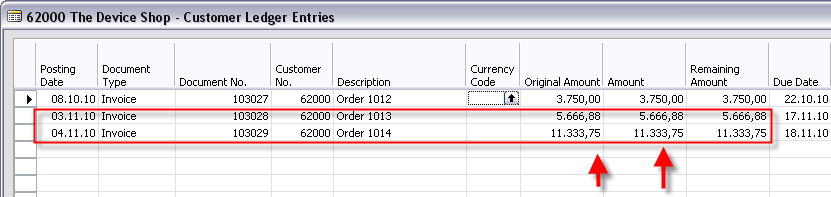 62000 The Device Shop - Customer Ledger Entries
Posting Date Document Type Document No. Customer No. Description Currency Code Original Amount Amount Remaining Amount Due Date
08.10.10 Invoice 103027 62000 Order 1012 3.750,00 3.750,00 3.750,00 22.10.10
03.11.10 Invoice 103028 62000 Order 1013 5.666,88 5.666,88 5.666,88 17.11.10
04.11.10 Invoice 103029 62000 Order 1014 11.333,75 11.333,75 11.333,75 18.11.10